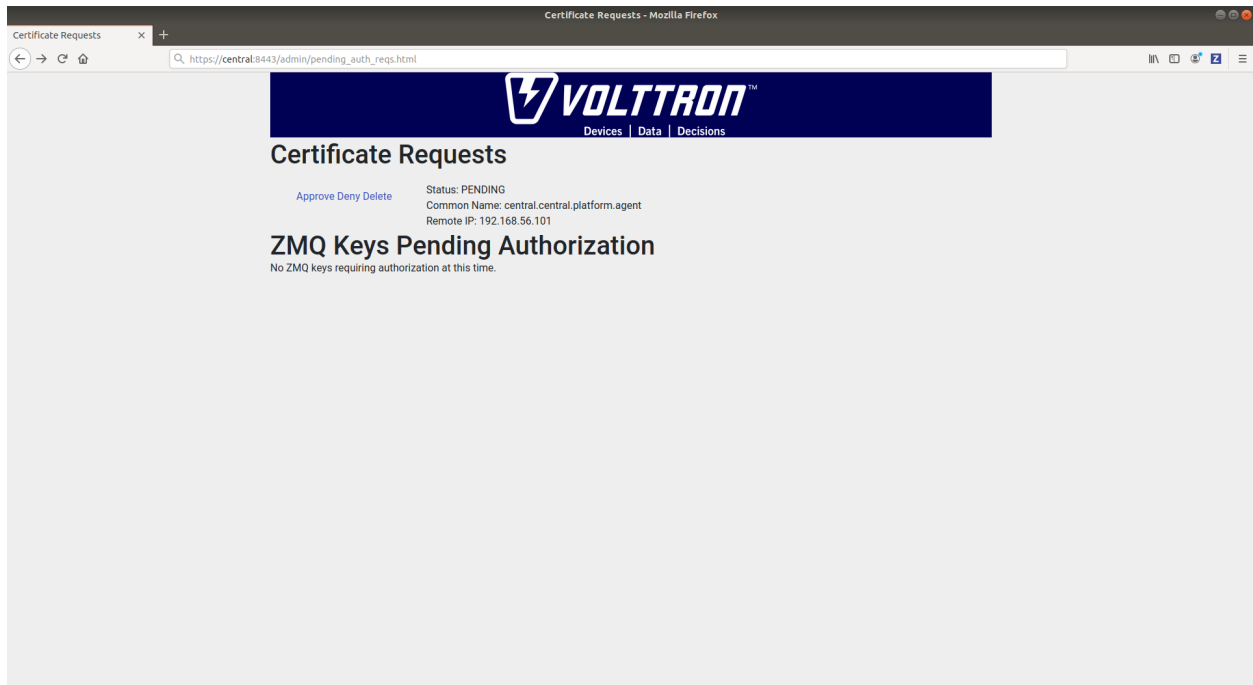 Certificate Requests - Mozilla Firefox
Certificate Requests
https://central:8443/admin/pending_auth_reqs.html
Z
VOLTTRON™
Devices | Data | Decisions
Certificate Requests
Approve Deny Delete
Status: PENDING
Common Name: central.central.platform.agent
Remote IP: 192.168.56.101
ZMQ Keys Pending Authorization
No ZMQ keys requiring authorization at this time.